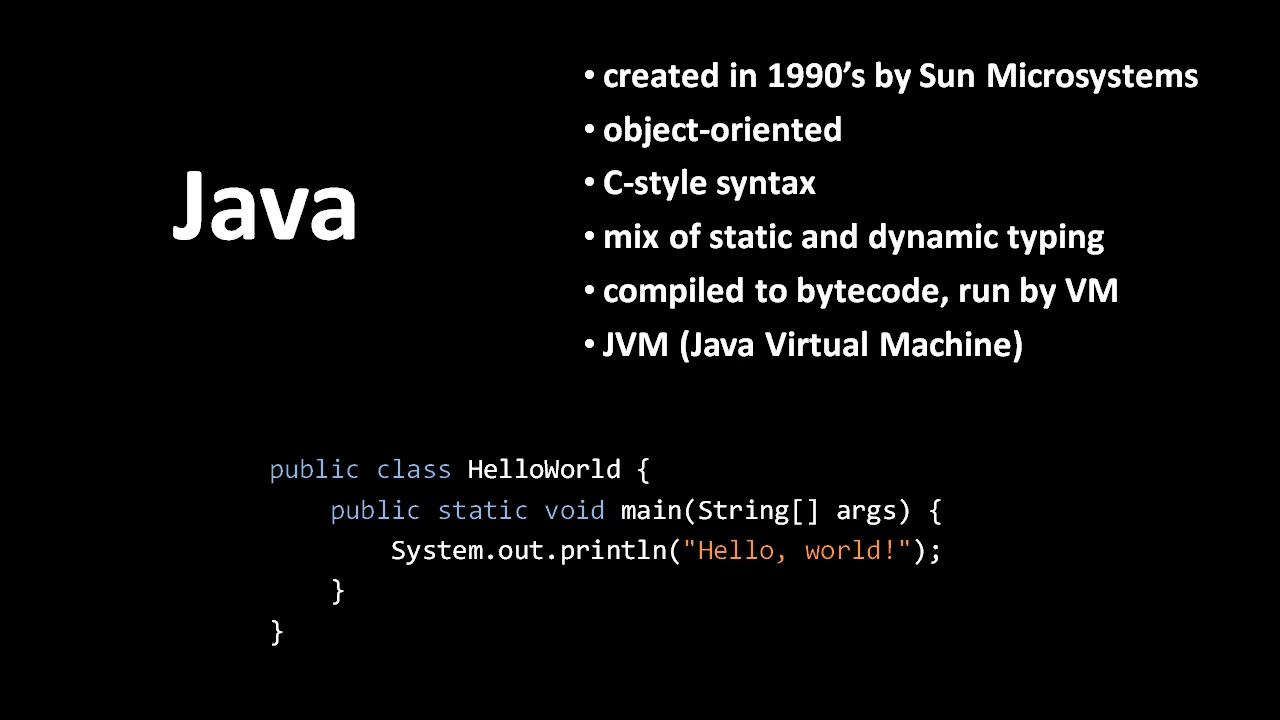 Java
• created in 1990’s by Sun Microsystems
• object-oriented
• C-style syntax
• mix of static and dynamic typing
• compiled to bytecode, run by VM
• JVM (Java Virtual Machine)
public class HelloWorld {
    public static void main(String[] args) {
        System.out.println("Hello, world!");
    }
}